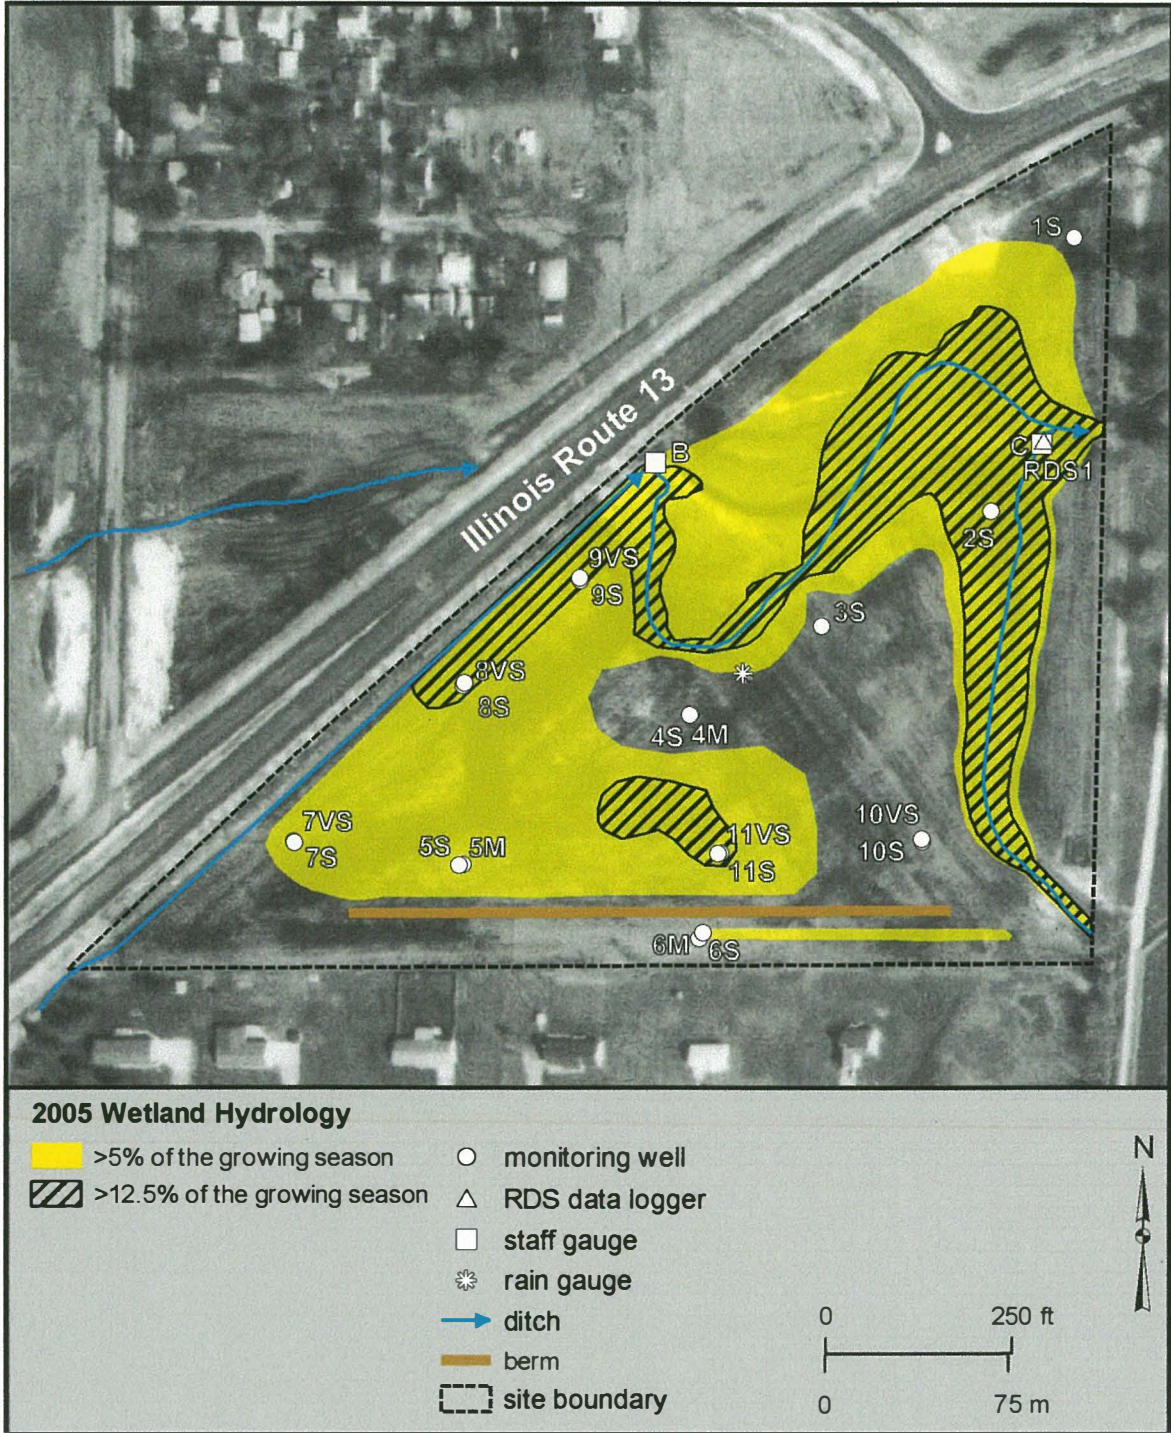 1S
Illinois Route 13
B
C
RDS1
2S
9VS
9S
3S
8VS
8S
4S 4M
7VS
7S
5S 5M
10VS
10S
11VS
11S
6M 6S
2005 Wetland Hydrology
>5% of the growing season
>12.5% of the growing season
monitoring well
RDS data logger
staff gauge
rain gauge
ditch
berm
site boundary
N
0 250 ft
0 75 m